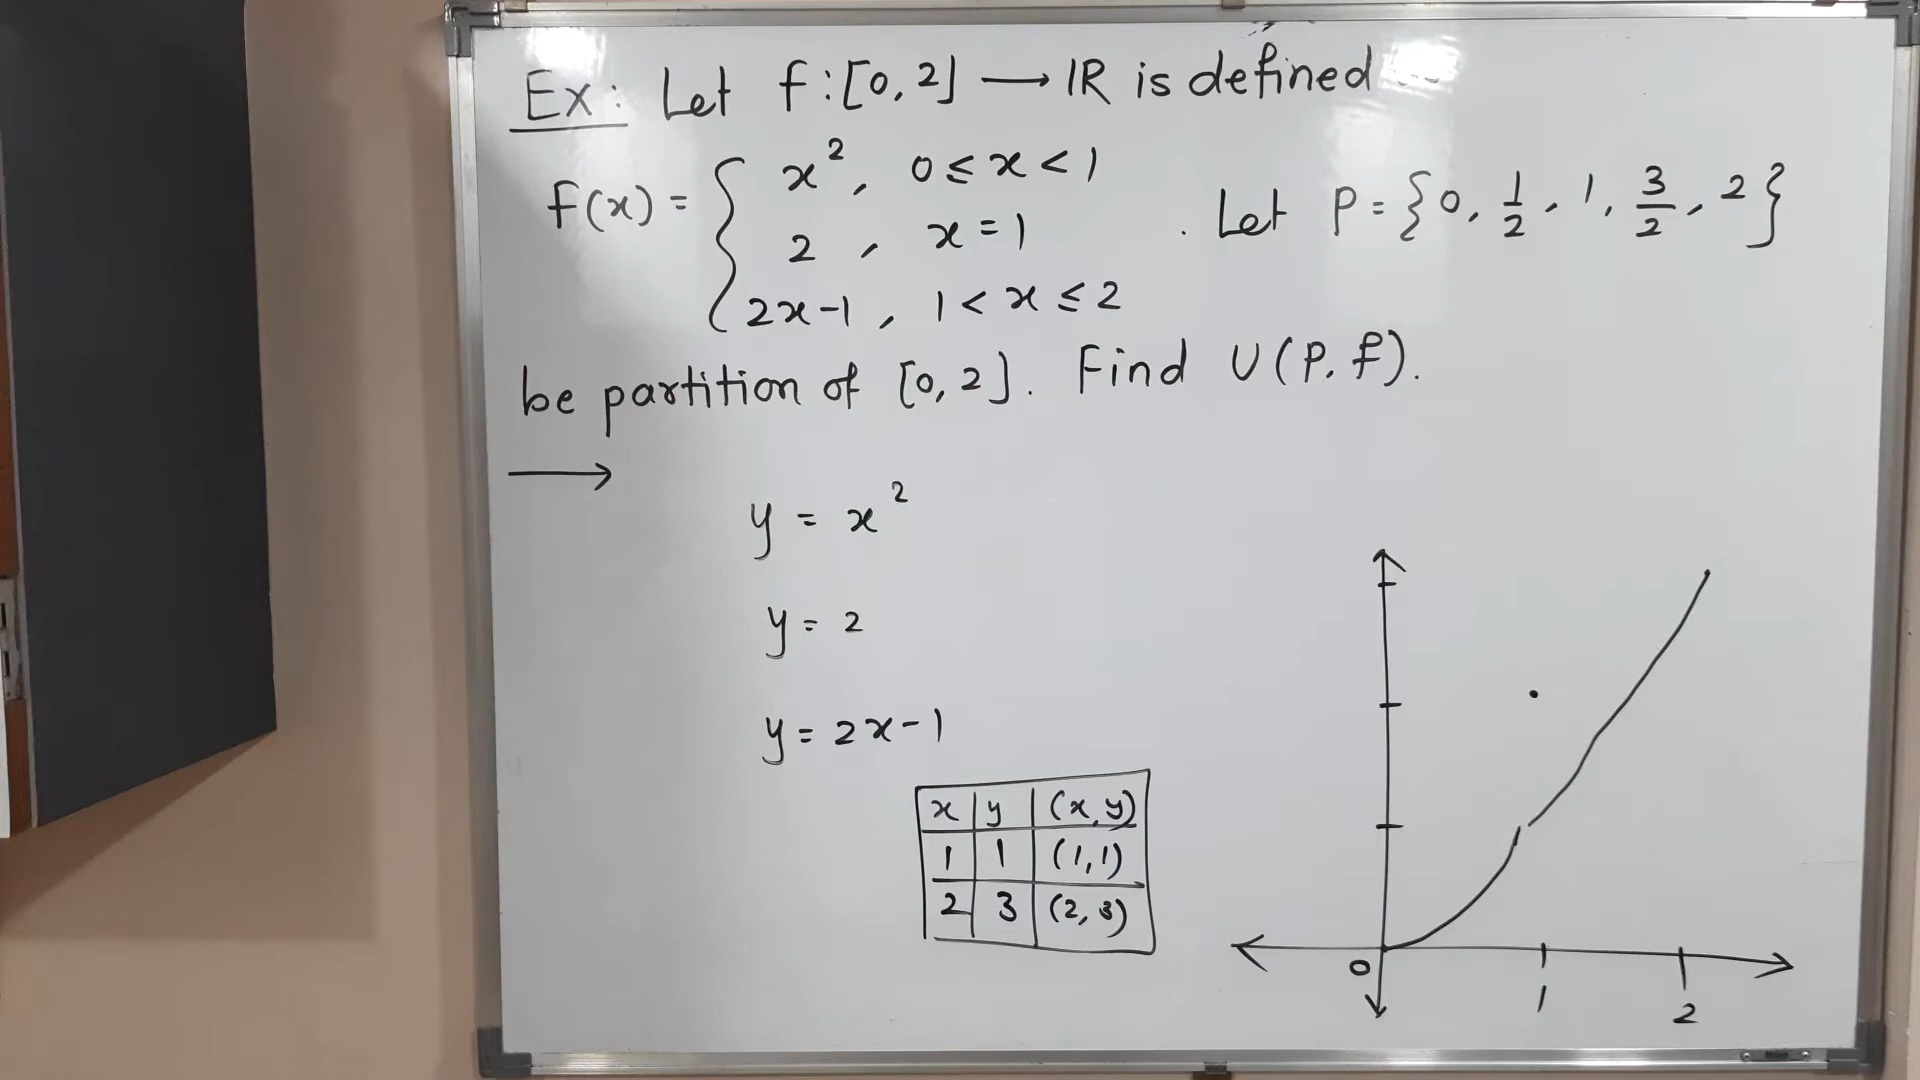 Ex: Let f:[0,2] → IR is defined
f(x) = { x², 0 ≤ x < 1
2, x = 1
2x-1, 1 < x ≤ 2
. Let P = {0, 1/2, 1, 3/2, 2}
be partition of [0,2]. Find U(P,f).
→
y = x²
y = 2
y = 2x-1
x y (x,y)
1 1 (1,1)
2 3 (2,3)
0 1 2